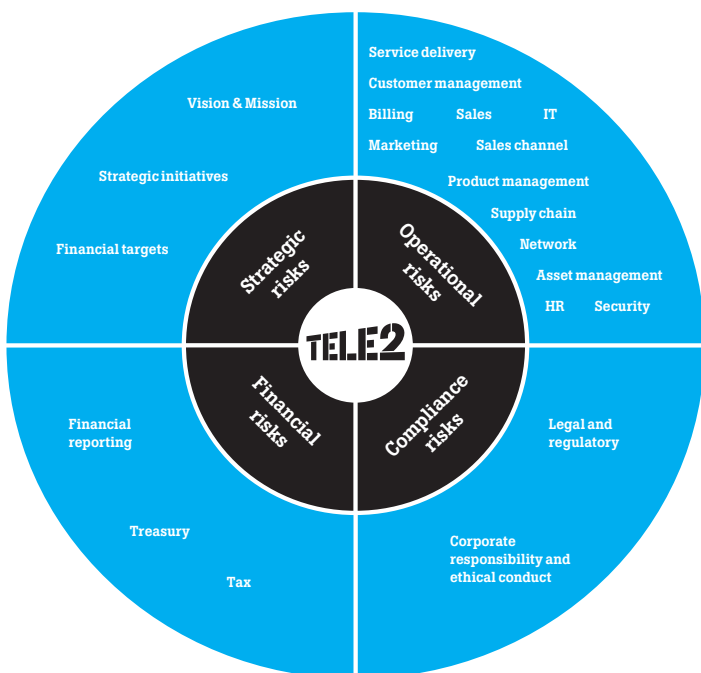 Vision & Mission
Strategic initiatives
Financial targets
Service delivery
Customer management
Billing Sales IT
Marketing Sales channel
Product management
Supply chain
Network
Asset management
HR Security
Strategic
risks
Operational
risks
TELE2
Financial
risks
Compliance
risks
Financial
reporting
Treasury
Tax
Legal and
regulatory
Corporate
responsibility and
ethical conduct